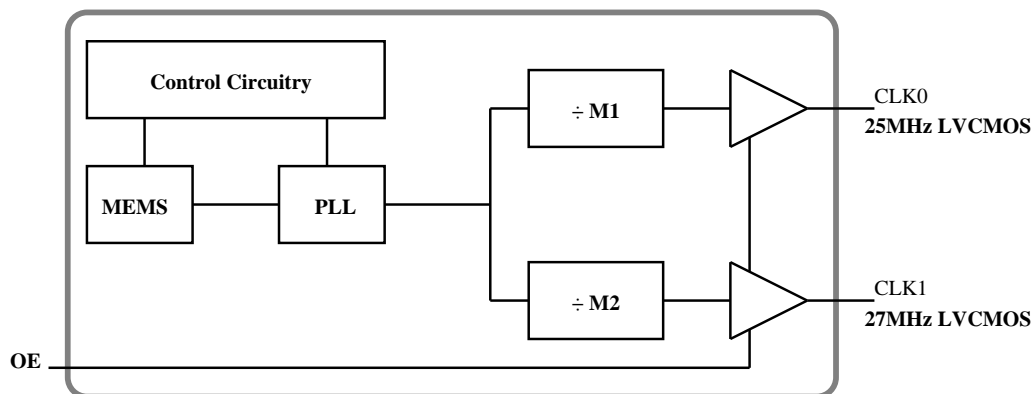 Control Circuitry
÷ M1
CLK0
25MHz LVCMOS
MEMS
PLL
÷ M2
CLK1
27MHz LVCMOS
OE